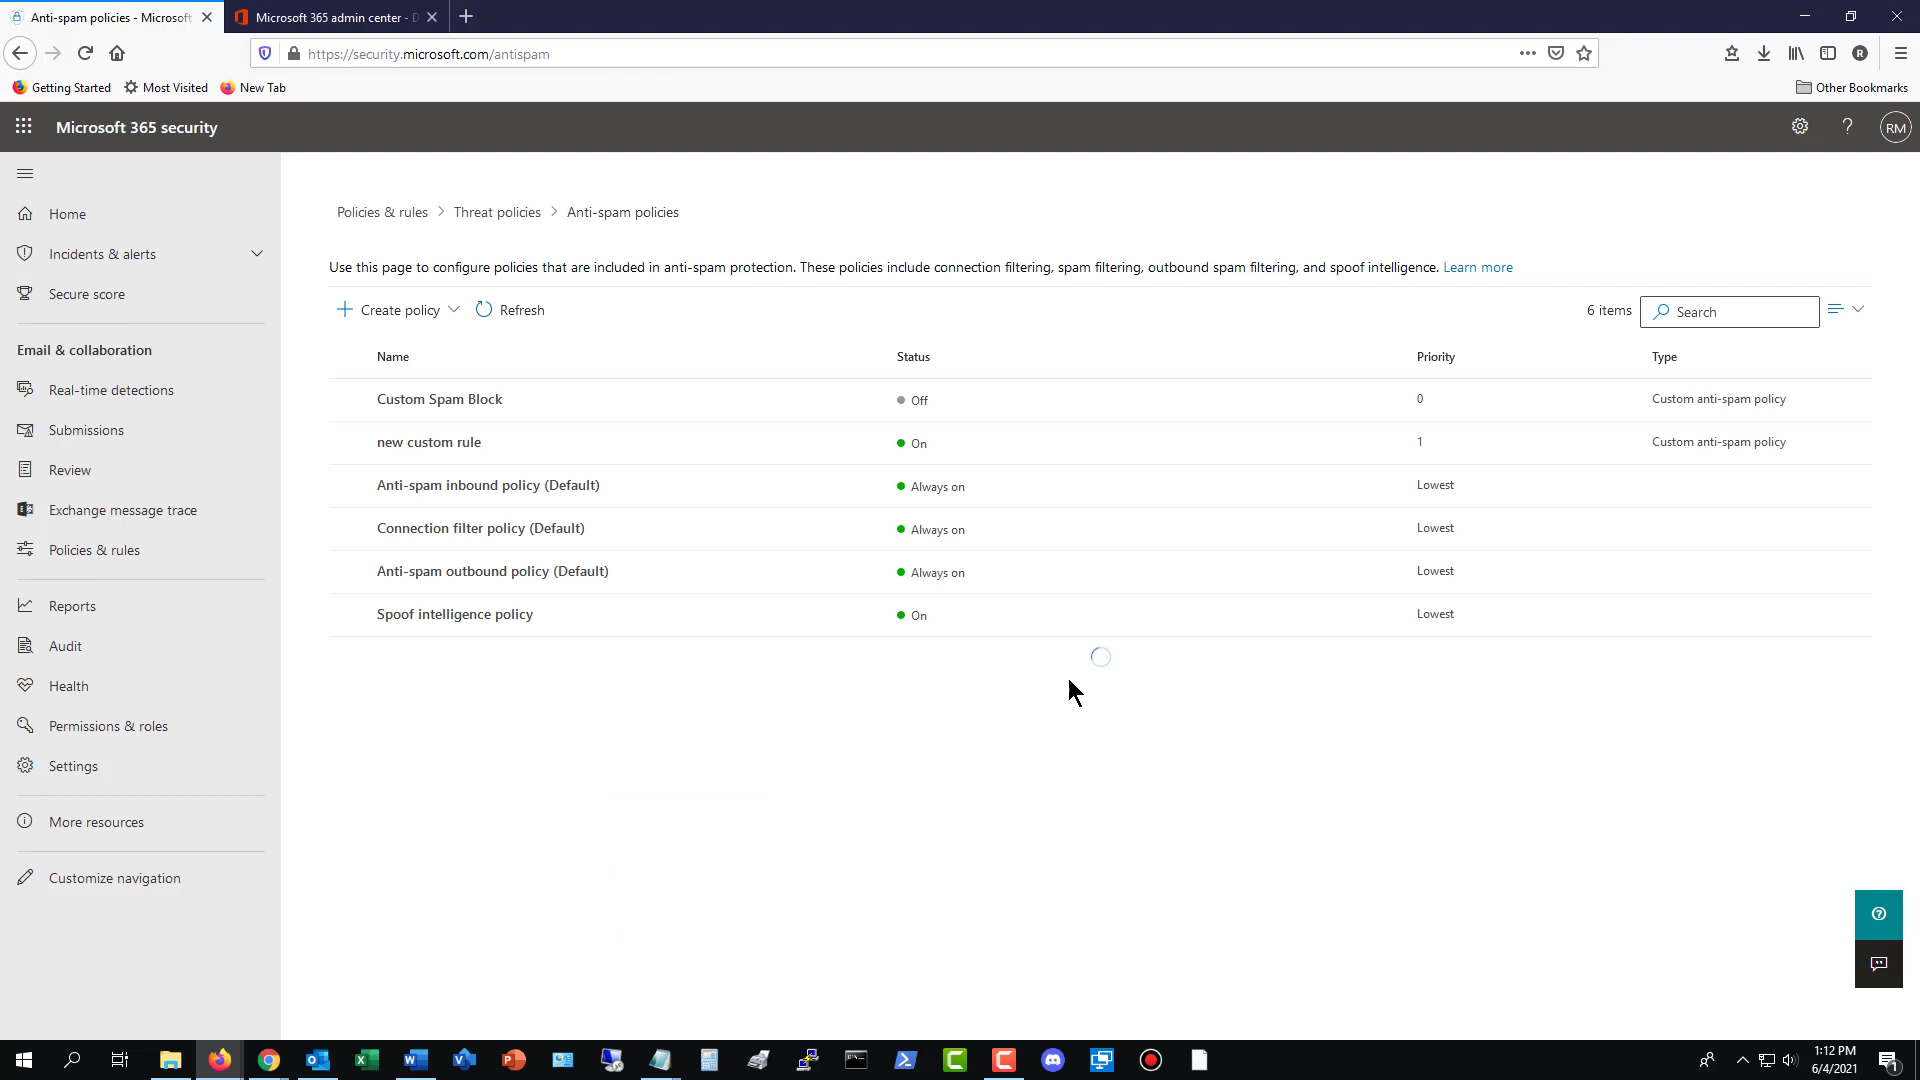 Anti-spam policies - Microsoft
Microsoft 365 admin center - D
https://security.microsoft.com/antispam
Getting Started
Most Visited
New Tab
Other Bookmarks
Microsoft 365 security
RM
Home
Incidents & alerts
Secure score
Email & collaboration
Real-time detections
Submissions
Review
Exchange message trace
Policies & rules
Reports
Audit
Health
Permissions & roles
Settings
More resources
Customize navigation
Policies & rules > Threat policies > Anti-spam policies
Use this page to configure policies that are included in anti-spam protection. These policies include connection filtering, spam filtering, outbound spam filtering, and spoof intelligence. Learn more
Create policy Refresh 6 items Search
Name Status Priority Type
Custom Spam Block Off 0 Custom anti-spam policy
new custom rule On 1 Custom anti-spam policy
Anti-spam inbound policy (Default) Always on Lowest
Connection filter policy (Default) Always on Lowest
Anti-spam outbound policy (Default) Always on Lowest
Spoof intelligence policy On Lowest
1:12 PM
6/4/2021
1